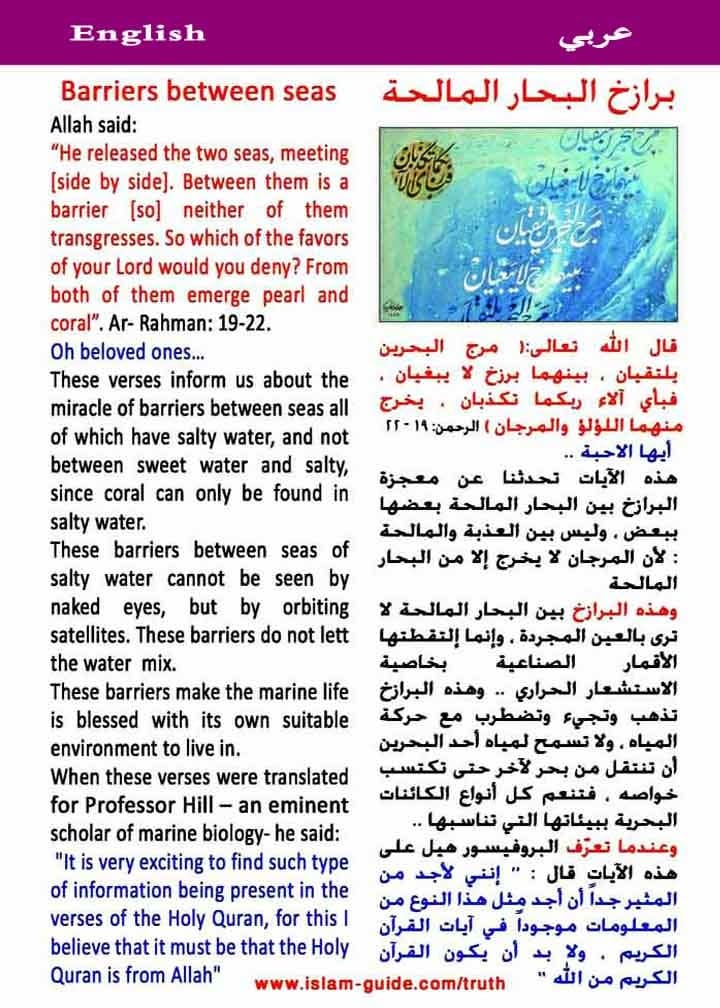 English
عربي
Barriers between seas
Allah said:
“He released the two seas, meeting
[side by side]. Between them is a
barrier [so] neither of them
transgresses. So which of the favors
of your Lord would you deny? From
both of them emerge pearl and
coral”. Ar- Rahman: 19-22.
Oh beloved ones...
These verses inform us about the
miracle of barriers between seas all
of which have salty water, and not
between sweet water and salty,
since coral can only be found in
salty water.
These barriers between seas of
salty water cannot be seen by
naked eyes, but by orbiting
satellites. These barriers do not lett
the water mix.
These barriers make the marine life
is blessed with its own suitable
environment to live in.
When these verses were translated
for Professor Hill – an eminent
scholar of marine biology- he said:
"It is very exciting to find such type
of information being present in the
verses of the Holy Quran, for this I
believe that it must be that the Holy
Quran is from Allah"
برازخ البحار المالحة
مرج البحرين يلتقيان
بينهما برزخ لا يبغيان
قال الله تعالى:( مرج البحرين
يلتقيان ، بينهما برزخ لا يبغيان ،
فبأي آلاء ربكما تكذبان ، يخرج
منهما اللؤلؤ والمرجان ) الرحمن: ١٩ - ٢٢
أيها الاحبة ..
هذه الآيات تحدثنا عن معجزة
البرازخ بين البحار المالحة بعضها
ببعض ، وليس بين العذبة والمالحة
: لأن المرجان لا يخرج إلا من البحار
المالحة
وهذه البرازخ بين البحار المالحة لا
ترى بالعين المجردة ، وإنما إلتقطتها
الأقمار الصناعية بخاصية
الاستشعار الحراري .. وهذه البرازخ
تذهب وتجيء وتضطرب مع حركة
المياه ، ولا تسمح لمياه أحد البحرين
أن تنتقل من بحر لآخر حتى تكتسب
خواصه ، فتنعم كل أنواع الكائنات
البحرية ببيئاتها التي تناسبها ..
وعندما تعرّف البروفيسور هيل على
هذه الآيات قال : " إنني لأجد من
المثير جداً أن أجد مثل هذا النوع من
المعلومات موجوداً في آيات القرآن
الكريم ، ولا بد أن يكون القرآن
الكريم من الله "
www.islam-guide.com/truth